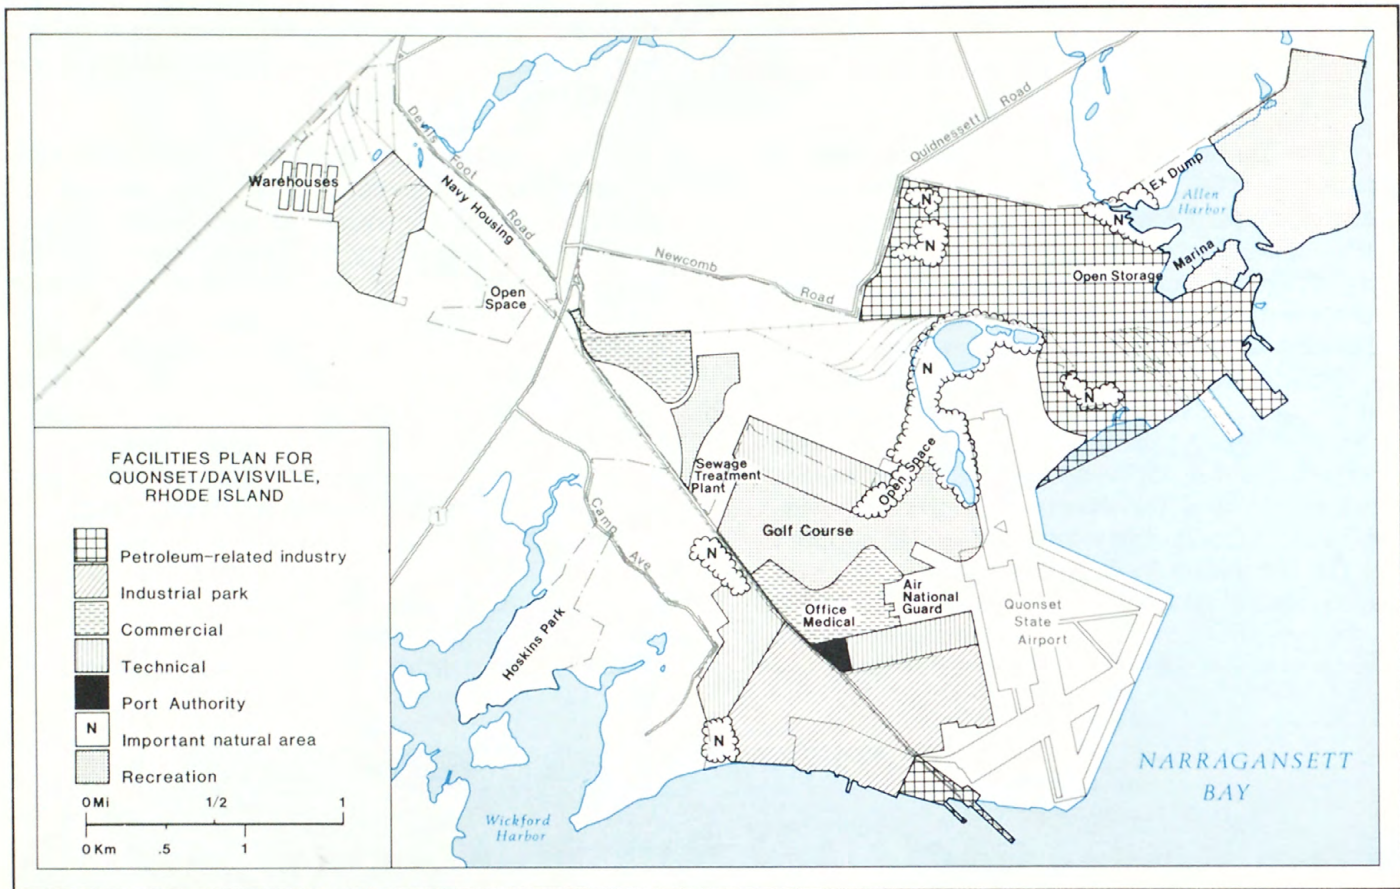 Quidnessett Road
Devils Foot Road
Warehouses
Navy Housing
Ex Dump
Allen
Harbor
N
N
N
Newcomb Road
Marina
Open Storage
Open
Space
N
N
FACILITIES PLAN FOR
QUONSET/DAVISVILLE,
RHODE ISLAND
Petroleum-related industry
Industrial park
Commercial
Technical
Port Authority
N
Important natural area
Recreation
0 Mi 1/2 1
0 Km .5 1
1
Sewage
Treatment
Plant
Open Space
Camp Ave
Golf Course
N
Air
National
Guard
Office
Medical
Quonset
State
Airport
Hoskins Park
N
NARRAGANSETT
BAY
Wickford
Harbor